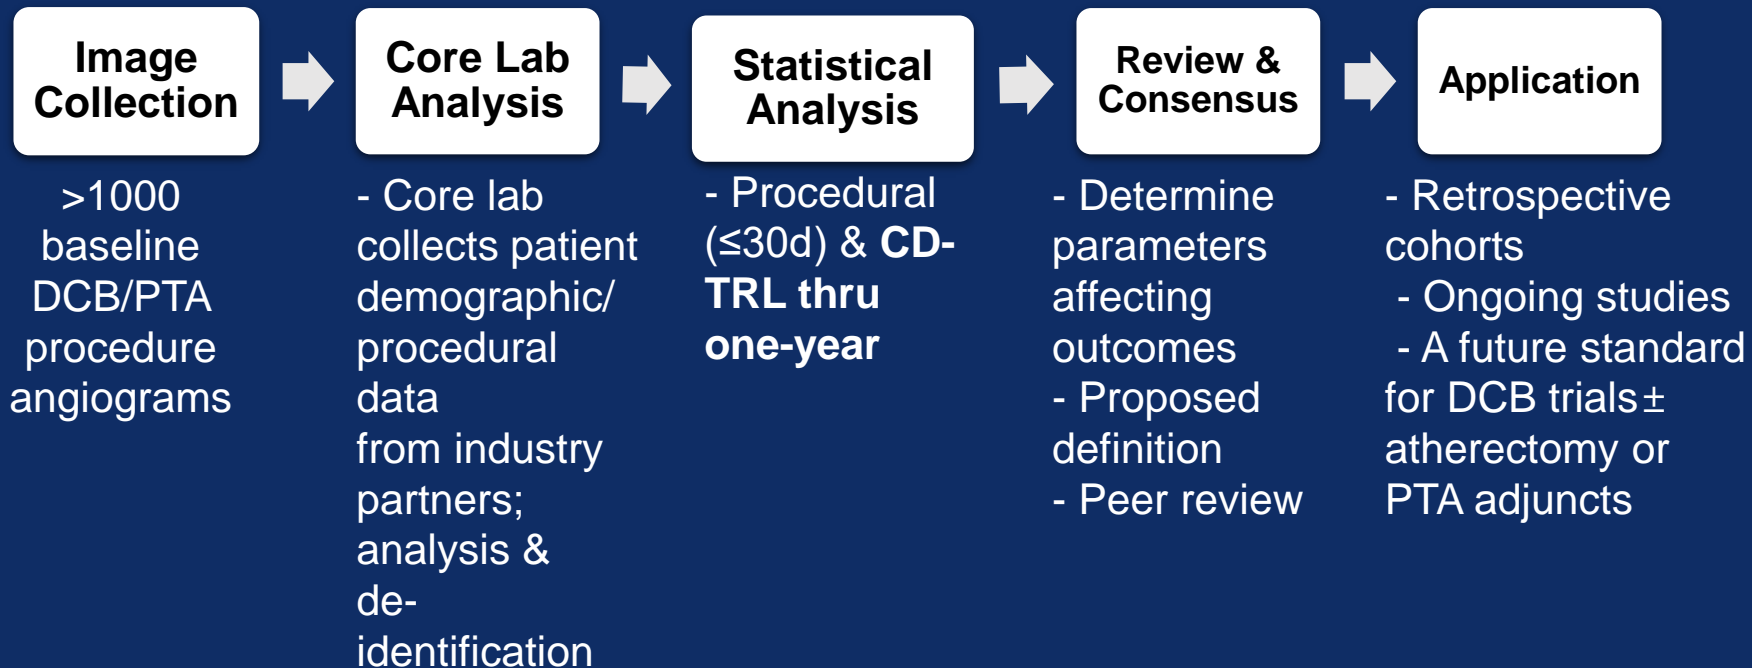 Image
Collection
Core Lab
Analysis
Statistical
Analysis
Review &
Consensus
Application
>1000
baseline
DCB/PTA
procedure
angiograms
- Core lab
collects patient
demographic/
procedural
data
from industry
partners;
analysis &
de-
identification
- Procedural
(≤30d) & CD-
TRL thru
one-year
- Determine
parameters
affecting
outcomes
- Proposed
definition
- Peer review
- Retrospective
cohorts
- Ongoing studies
- A future standard
for DCB trials ±
atherectomy or
PTA adjuncts